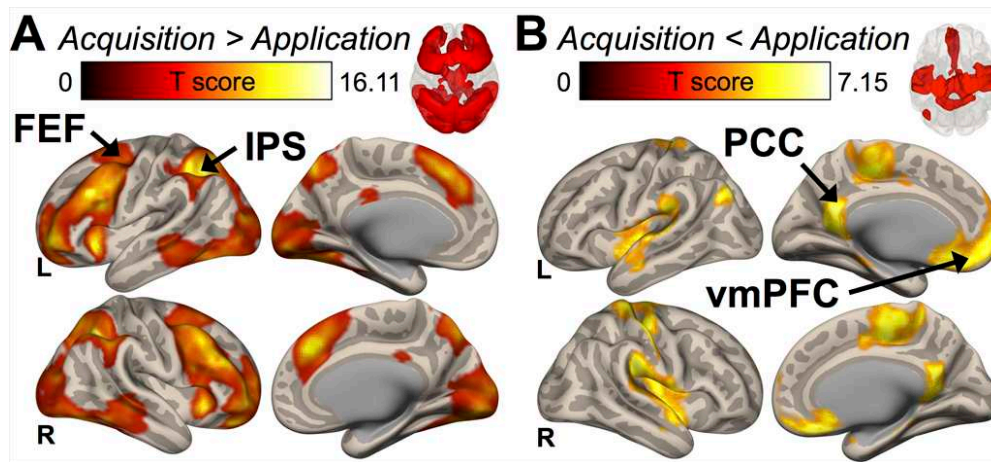 A Acquisition > Application
0 T score 16.11
FEF
IPS
L
R
B Acquisition < Application
0 T score 7.15
PCC
L
vmPFC
R